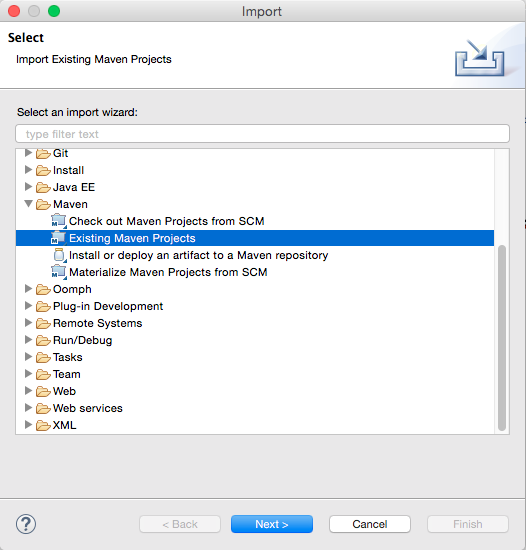 Import
Select
Import Existing Maven Projects
Select an import wizard:
type filter text
Git
Install
Java EE
Maven
Check out Maven Projects from SCM
Existing Maven Projects
Install or deploy an artifact to a Maven repository
Materialize Maven Projects from SCM
Oomph
Plug-in Development
Remote Systems
Run/Debug
Tasks
Team
Web
Web services
XML
? < Back Next > Cancel Finish